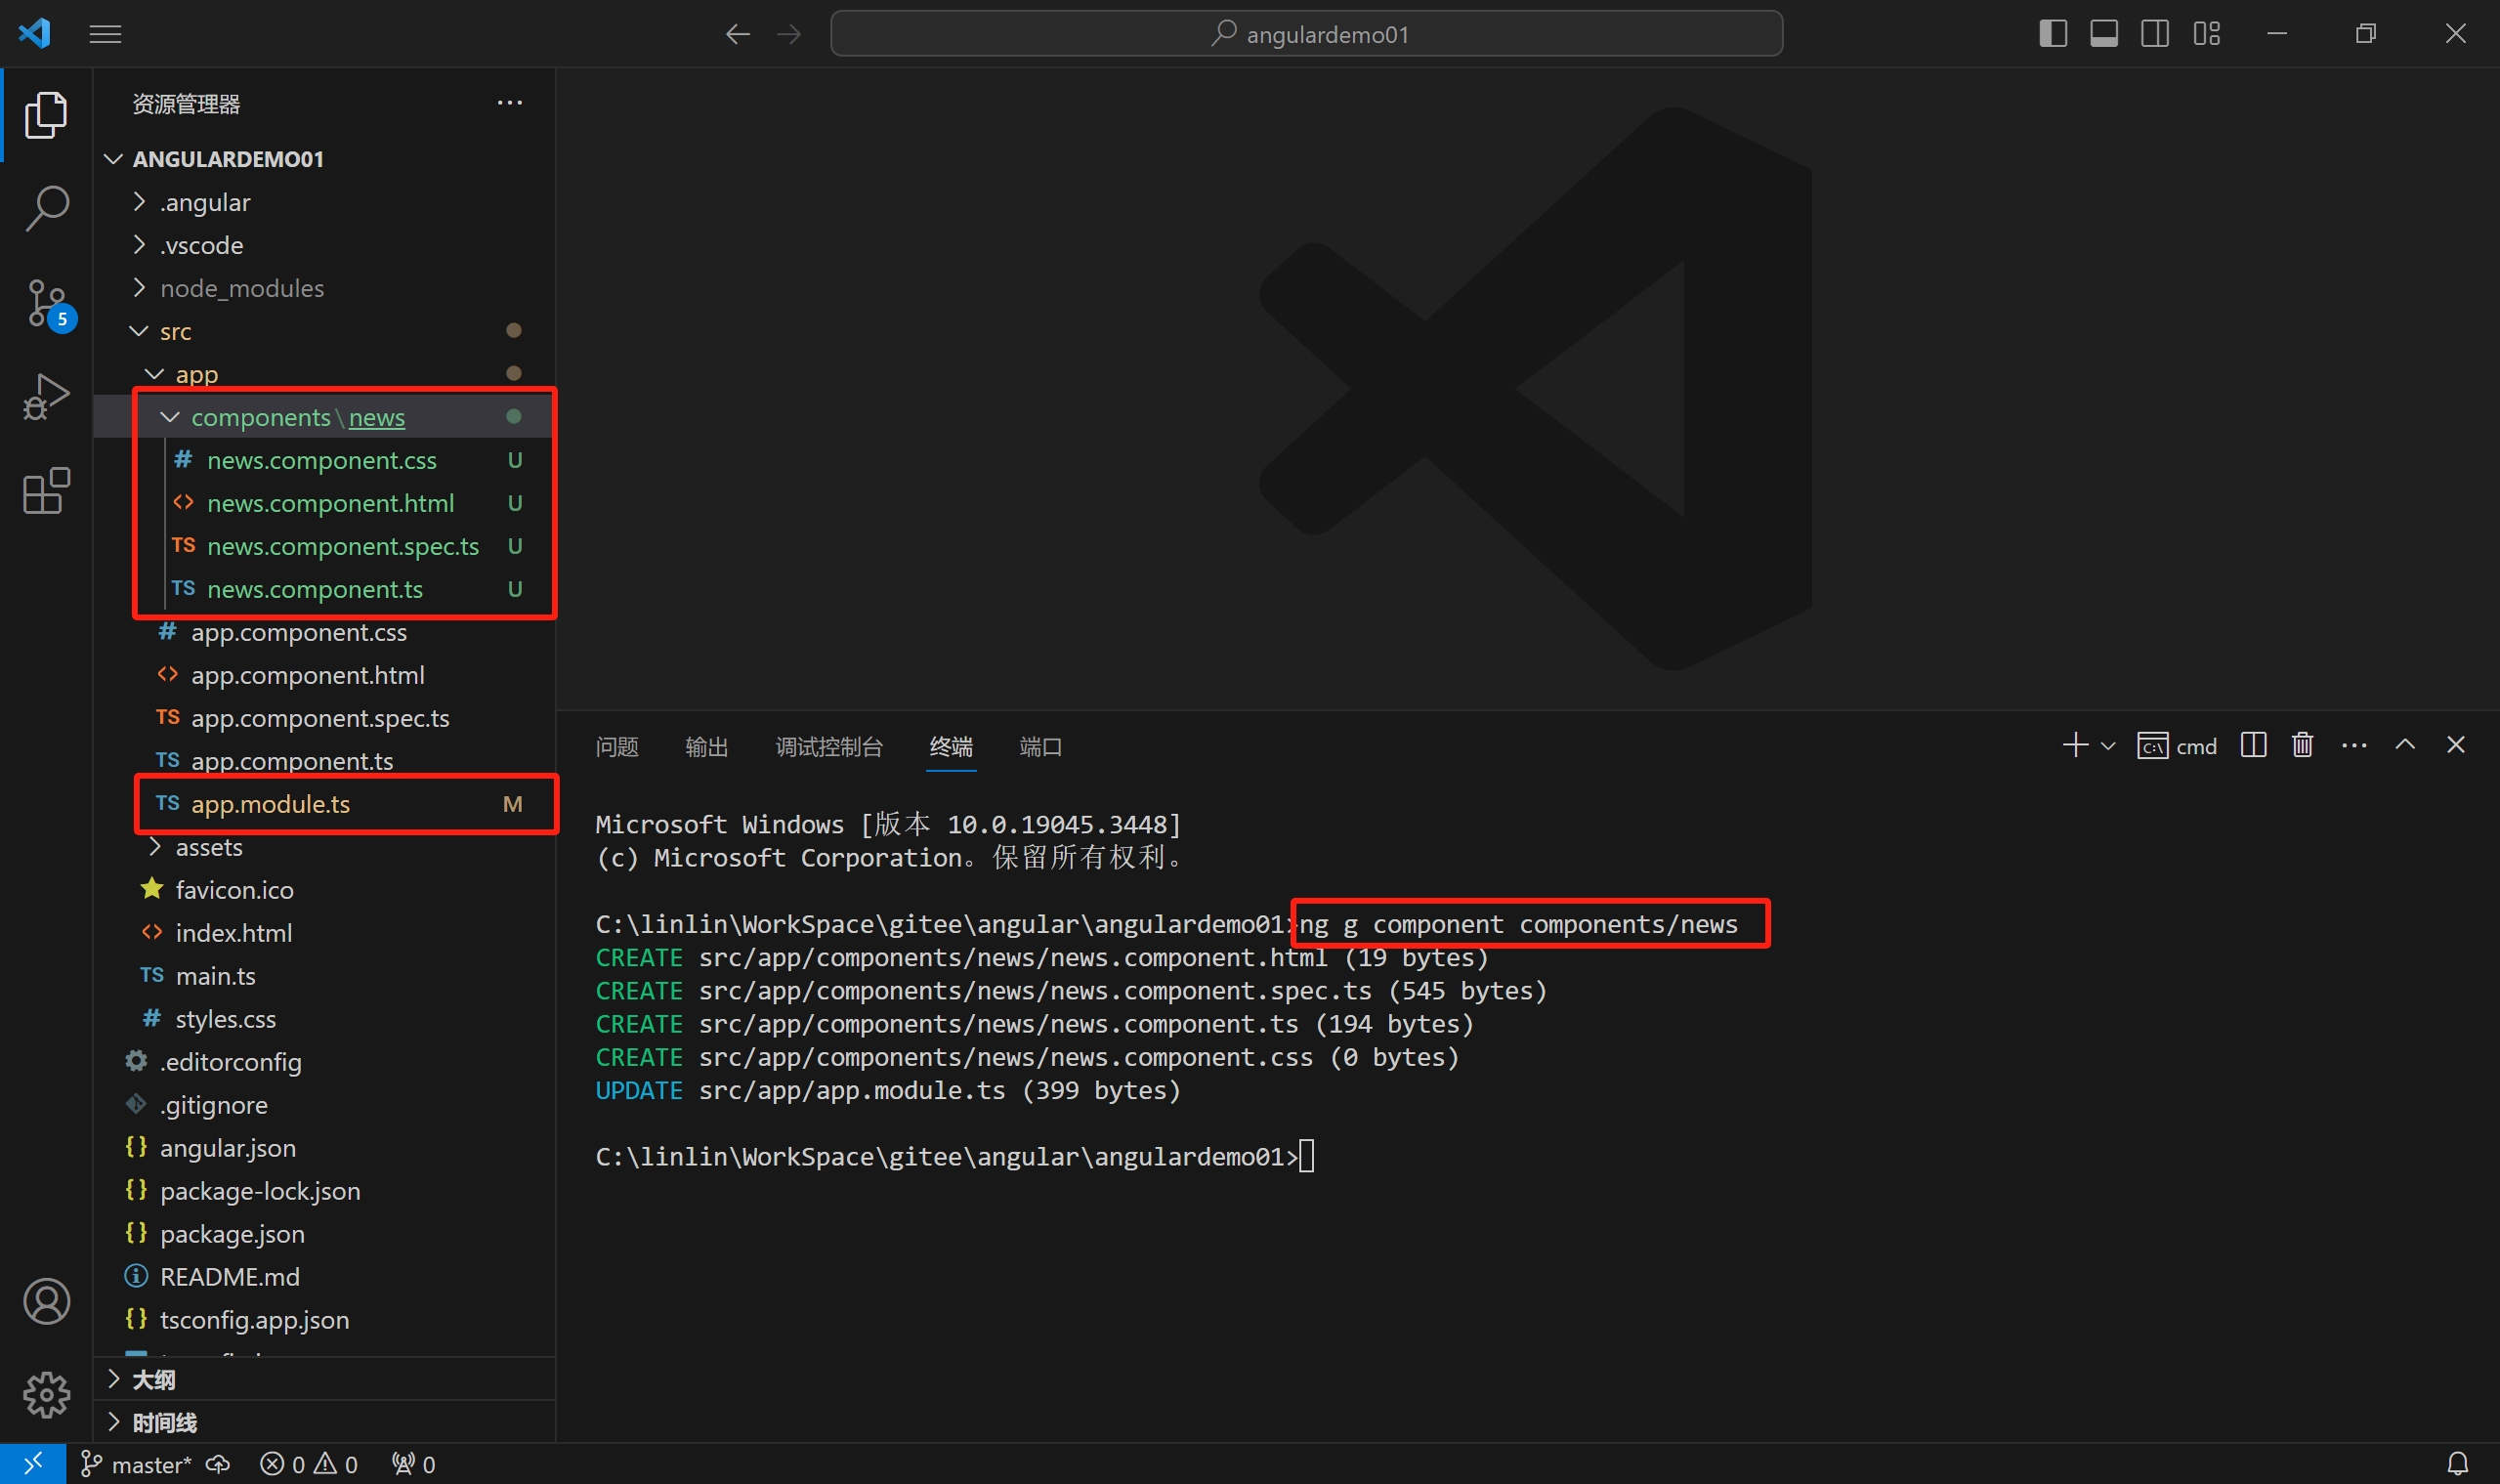 angulardemo01
资源管理器
ANGULARDEMO01
.angular
.vscode
node_modules
5
src
app
components\news
news.component.css U
news.component.html U
news.component.spec.ts U
news.component.ts U
app.component.css
app.component.html
app.component.spec.ts
app.component.ts
app.module.ts M
assets
favicon.ico
index.html
main.ts
styles.css
.editorconfig
.gitignore
angular.json
package-lock.json
package.json
README.md
tsconfig.app.json
大纲
时间线
问题 输出 调试控制台 终端 端口 cmd
Microsoft Windows [版本 10.0.19045.3448]
(c) Microsoft Corporation。保留所有权利。
C:\linlin\WorkSpace\gitee\angular\angulardemo01>ng g component components/news
CREATE src/app/components/news/news.component.html (19 bytes)
CREATE src/app/components/news/news.component.spec.ts (545 bytes)
CREATE src/app/components/news/news.component.ts (194 bytes)
CREATE src/app/components/news/news.component.css (0 bytes)
UPDATE src/app/app.module.ts (399 bytes)
C:\linlin\WorkSpace\gitee\angular\angulardemo01>
master* 0 0 0